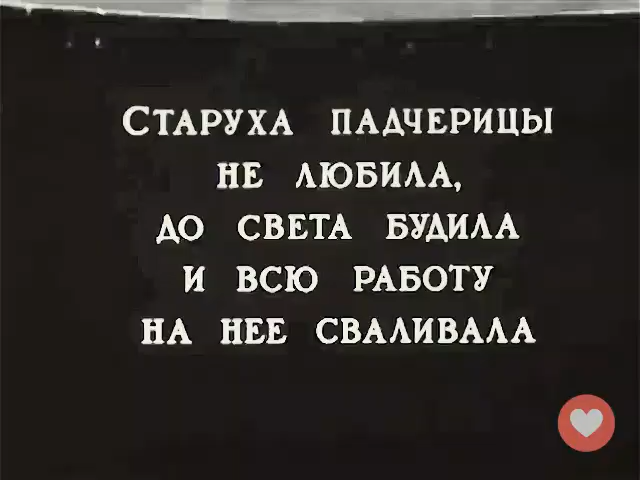 СТАРУХА ПАДЧЕРИЦЫ
НЕ ЛЮБИЛА,
ДО СВЕТА БУДИЛА
И ВСЮ РАБОТУ
НА НЕЕ СВАЛИВАЛА